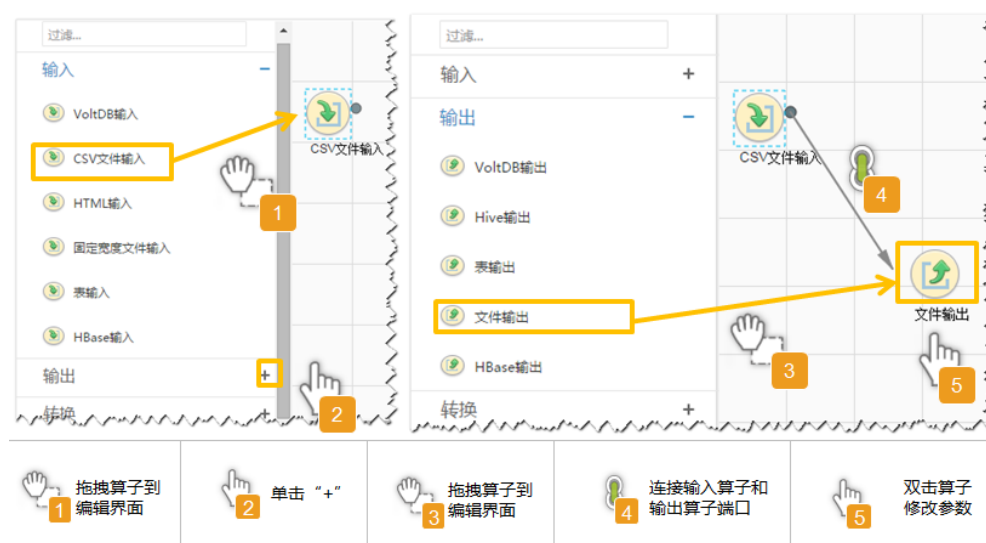 过滤...
输入
−
VoltDB输入
CSV文件输入
HTML输入
固定宽度文件输入
表输入
HBase输入
输出
+
转换
+
CSV文件输入
1
2
过滤...
输入
+
输出
−
VoltDB输出
Hive输出
表输出
文件输出
HBase输出
转换
+
CSV文件输入
4
文件输出
3
5
1
拖拽算子到
编辑界面
2
单击“+”
3
拖拽算子到
编辑界面
4
连接输入算子和
输出算子端口
5
双击算子
修改参数